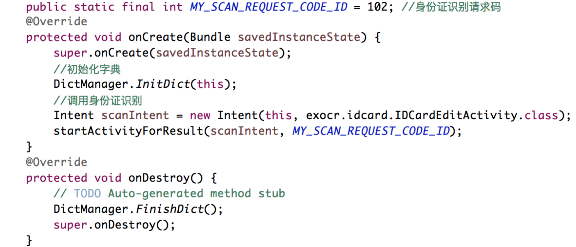 public static final int MY_SCAN_REQUEST_CODE_ID = 102; //身份证识别请求码
@Override
protected void onCreate(Bundle savedInstanceState) {
super.onCreate(savedInstanceState);
//初始化字典
DictManager.InitDict(this);
//调用身份证识别
Intent scanIntent = new Intent(this, exocr.idcard.IDCardEditActivity.class);
startActivityForResult(scanIntent, MY_SCAN_REQUEST_CODE_ID);
}
@Override
protected void onDestroy() {
// TODO Auto-generated method stub
DictManager.FinishDict();
super.onDestroy();
}